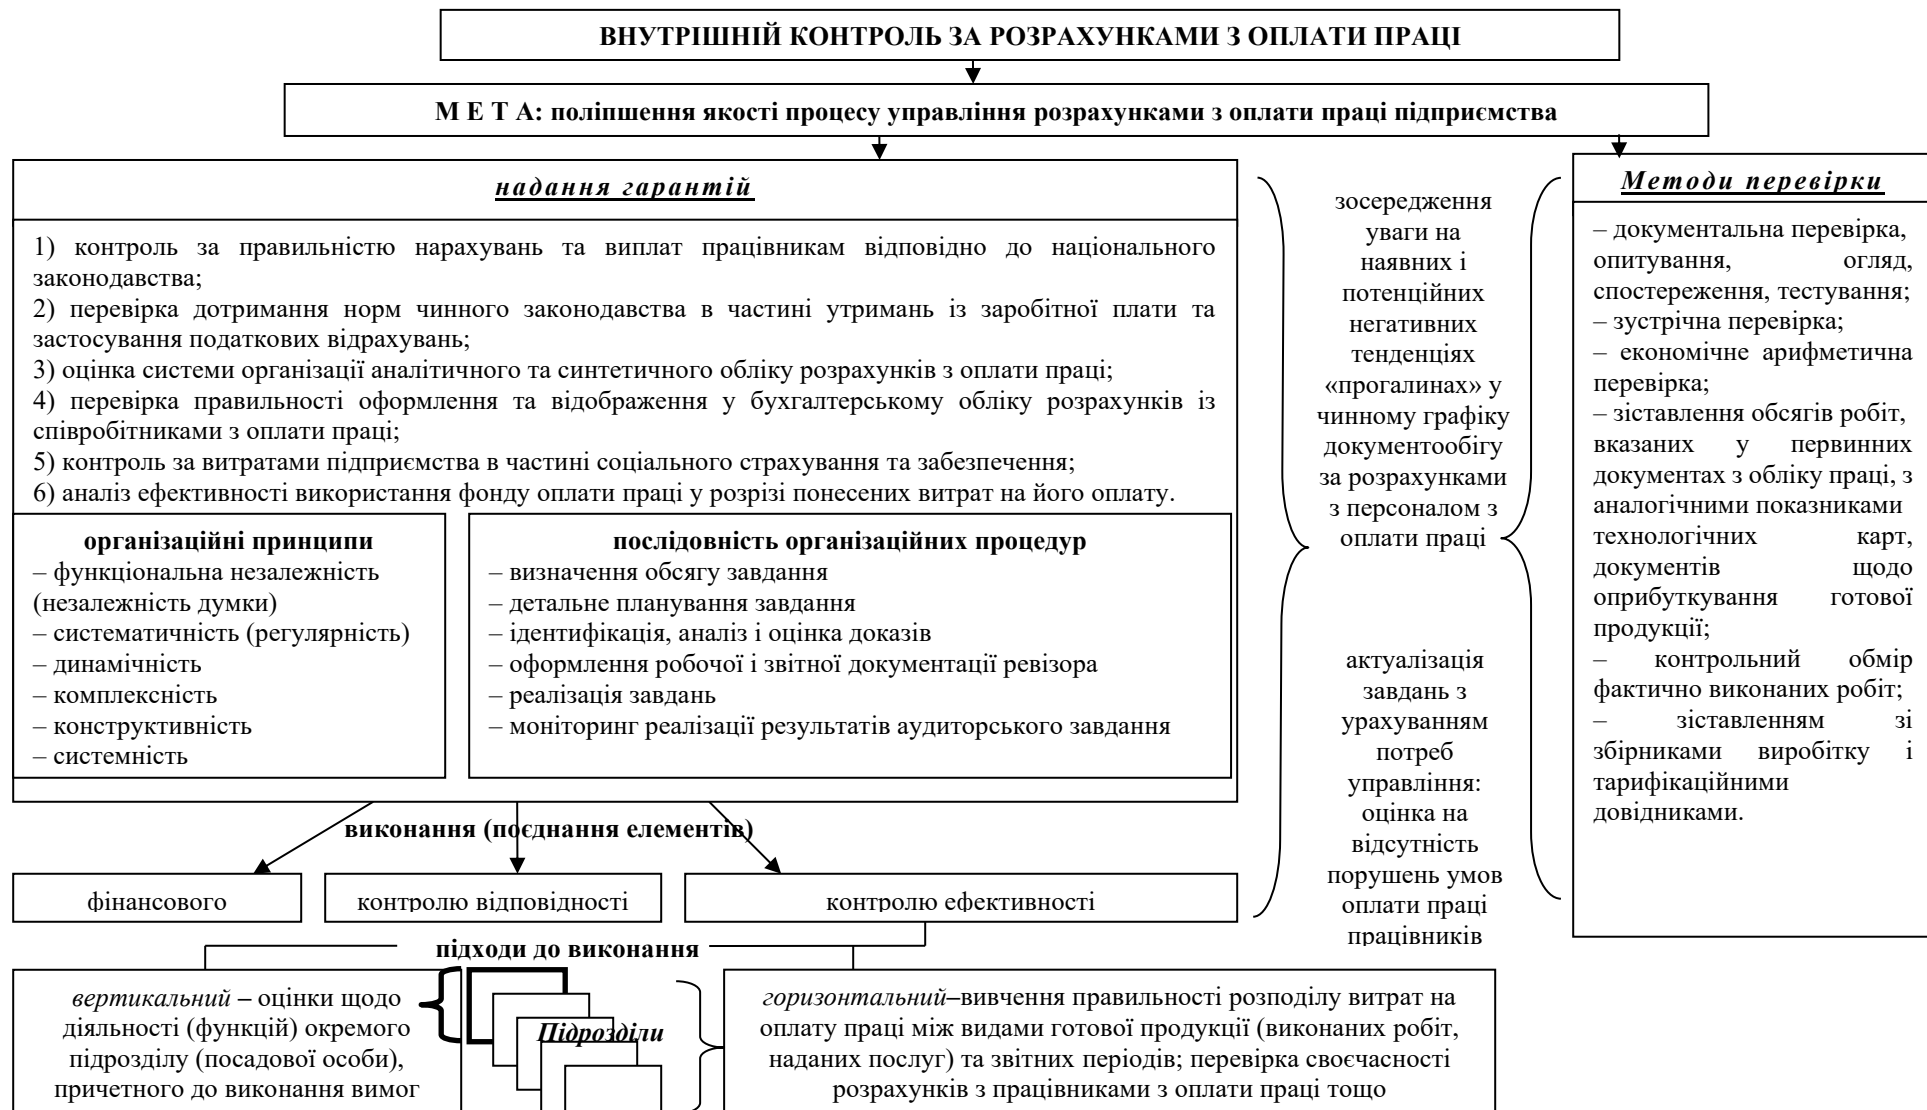 ВНУТРІШНІЙ КОНТРОЛЬ ЗА РОЗРАХУНКАМИ З ОПЛАТИ ПРАЦІ
М Е Т А: поліпшення якості процесу управління розрахунками з оплати праці підприємства
надання гарантій
1) контроль за правильністю нарахувань та виплат працівникам відповідно до національного
законодавства;
2) перевірка дотримання норм чинного законодавства в частині утримань із заробітної плати та
застосування податкових відрахувань;
3) оцінка системи організації аналітичного та синтетичного обліку розрахунків з оплати праці;
4) перевірка правильності оформлення та відображення у бухгалтерському обліку розрахунків із
співробітниками з оплати праці;
5) контроль за витратами підприємства в частині соціального страхування та забезпечення;
6) аналіз ефективності використання фонду оплати праці у розрізі понесених витрат на його оплату.
організаційні принципи
– функціональна незалежність
(незалежність думки)
– систематичність (регулярність)
– динамічність
– комплексність
– конструктивність
– системність
послідовність організаційних процедур
– визначення обсягу завдання
– детальне планування завдання
– ідентифікація, аналіз і оцінка доказів
– оформлення робочої і звітної документації ревізора
– реалізація завдань
– моніторинг реалізації результатів аудиторського завдання
зосередження
уваги на
наявних і
потенційних
негативних
тенденціях
«прогалинах» у
чинному графіку
документообігу
за розрахунками
з персоналом з
оплати праці
актуалізація
завдань з
урахуванням
потреб
управління:
оцінка на
відсутність
порушень умов
оплати праці
працівників
Методи перевірки
– документальна перевірка,
опитування, огляд,
спостереження, тестування;
– зустрічна перевірка;
– економічне арифметична
перевірка;
– зіставлення обсягів робіт,
вказаних у первинних
документах з обліку праці, з
аналогічними показниками
технологічних карт,
документів щодо
оприбуткування готової
продукції;
– контрольний обмір
фактично виконаних робіт;
– зіставленням зі
збірниками виробітку і
тарифікаційними
довідниками.
виконання (поєднання елементів)
фінансового
контролю відповідності
контролю ефективності
підходи до виконання
вертикальний – оцінки щодо
діяльності (функцій) окремого
підрозділу (посадової особи),
причетного до виконання вимог
Підрозділи
горизонтальний–вивчення правильності розподілу витрат на
оплату праці між видами готової продукції (виконаних робіт,
наданих послуг) та звітних періодів; перевірка своєчасності
розрахунків з працівниками з оплати праці тощо